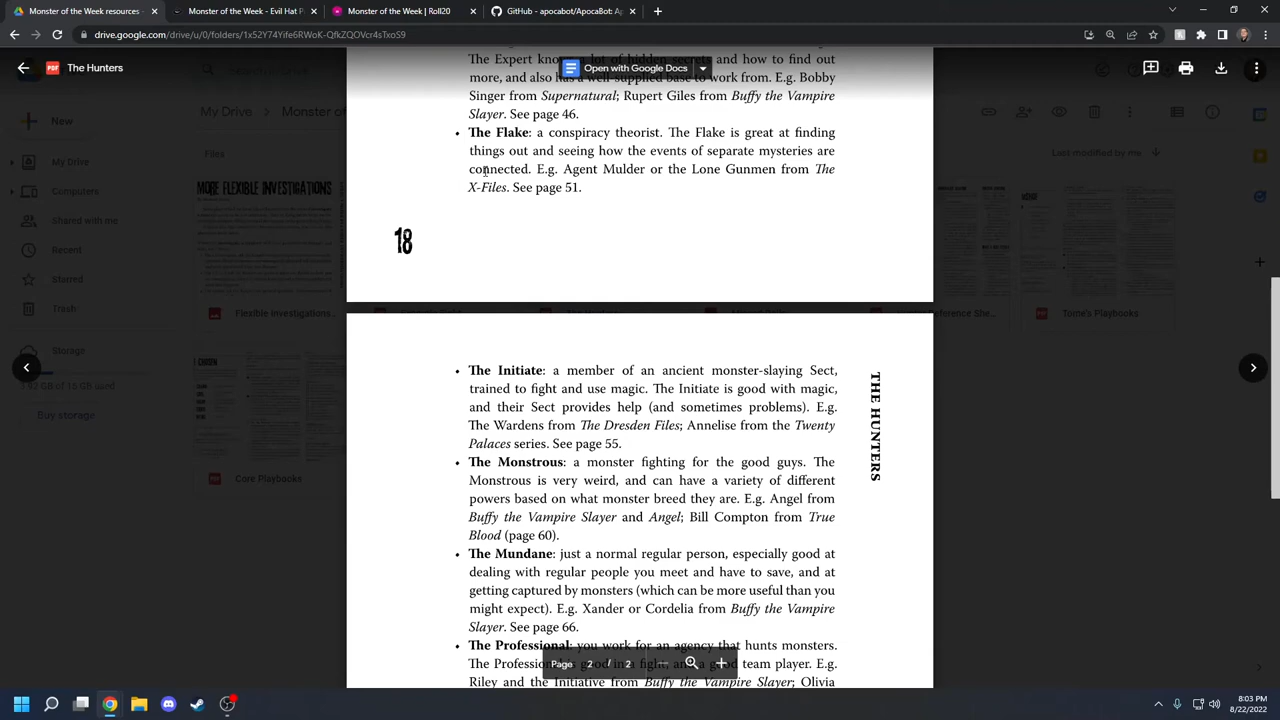 Monster of the week resources
Monster of the Week - Evil Hat P
Monster of the Week | Roll20
GitHub - apocabot/Apocabot: Ap
drive.google.com/drive/u/0/folders/
The Hunters
Open with Google Docs
New
My Drive
Computers
Shared with me
Recent
Starred
Trash
Storage
of 15 GB used
Buy storage
Files
Last modified by me
MORE FLEXIBLE INVESTIGATIONS
The Expert knows a lot of hidden secrets and how to find out
more, and also has a well-supplied base to work from. E.g. Bobby
Singer from Supernatural; Rupert Giles from Buffy the Vampire
Slayer. See page 46.
• The Flake: a conspiracy theorist. The Flake is great at finding
things out and seeing how the events of separate mysteries are
connected. E.g. Agent Mulder or the Lone Gunmen from The
X-Files. See page 51.
18
Flexible investigations...
Reference She...
Tome's Playbooks
Core Playbooks
• The Initiate: a member of an ancient monster-slaying Sect,
trained to fight and use magic. The Initiate is good with magic,
and their Sect provides help (and sometimes problems). E.g.
The Wardens from The Dresden Files; Annelise from the Twenty
Palaces series. See page 55.
• The Monstrous: a monster fighting for the good guys. The
Monstrous is very weird, and can have a variety of different
powers based on what monster breed they are. E.g. Angel from
Buffy the Vampire Slayer and Angel; Bill Compton from True
Blood (page 60).
• The Mundane: just a normal regular person, especially good at
dealing with regular people you meet and have to save, and at
getting captured by monsters (which can be more useful than you
might expect). E.g. Xander or Cordelia from Buffy the Vampire
Slayer. See page 66.
• The Professional: you work for an agency that hunts monsters.
The Professional is good in a fight, and a good team player. E.g.
Riley and the Initiative from Buffy the Vampire Slayer; Olivia
THE HUNTERS
Page 2 / 2
8:03 PM
8/22/2022